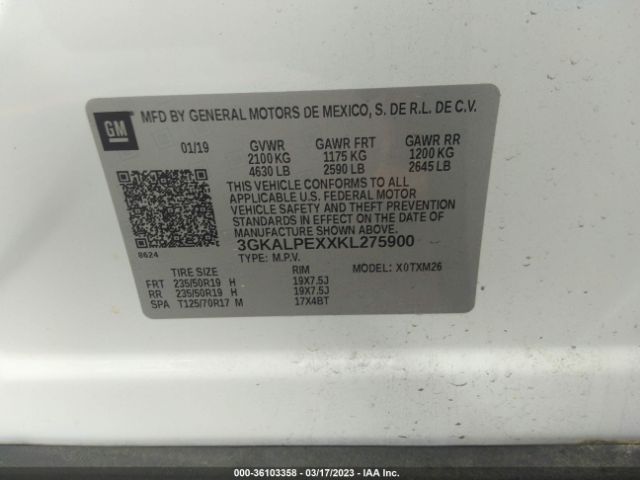 GM
MFD BY GENERAL MOTORS DE MEXICO, S. DE R.L. DE C.V.
01/19 GVWR GAWR FRT GAWR RR
2100 KG 1175 KG 1200 KG
4630 LB 2590 LB 2645 LB
THIS VEHICLE CONFORMS TO ALL
APPLICABLE U.S. FEDERAL MOTOR
VEHICLE SAFETY AND THEFT PREVENTION
STANDARDS IN EFFECT ON THE DATE OF
MANUFACTURE SHOWN ABOVE.
3GKALPEXXKL275900
8624 TYPE: M.P.V.
TIRE SIZE RIM MODEL: X0TXM26
FRT 235/50R19 H 19X7.5J
RR 235/50R19 H 19X7.5J
SPA T125/70R17 M 17X4BT
000-36103358 - 03/17/2023 - IAA Inc.